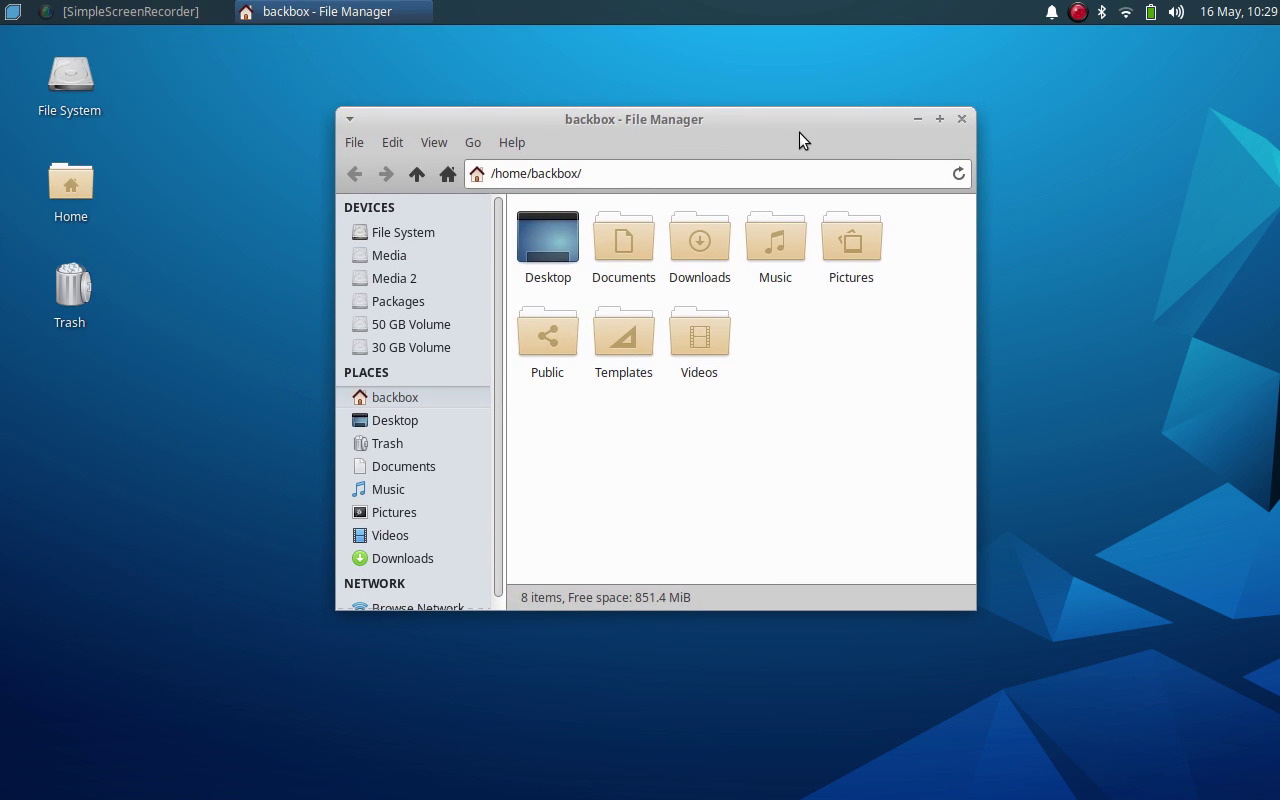 [SimpleScreenRecorder]
backbox - File Manager
16 May, 10:29
File System
Home
Trash
backbox - File Manager
File Edit View Go Help
/home/backbox/
DEVICES
File System
Media
Media 2
Packages
50 GB Volume
30 GB Volume
PLACES
backbox
Desktop
Trash
Documents
Music
Pictures
Videos
Downloads
NETWORK
Browse Network
Desktop Documents Downloads Music Pictures
Public Templates Videos
8 items, Free space: 851.4 MiB